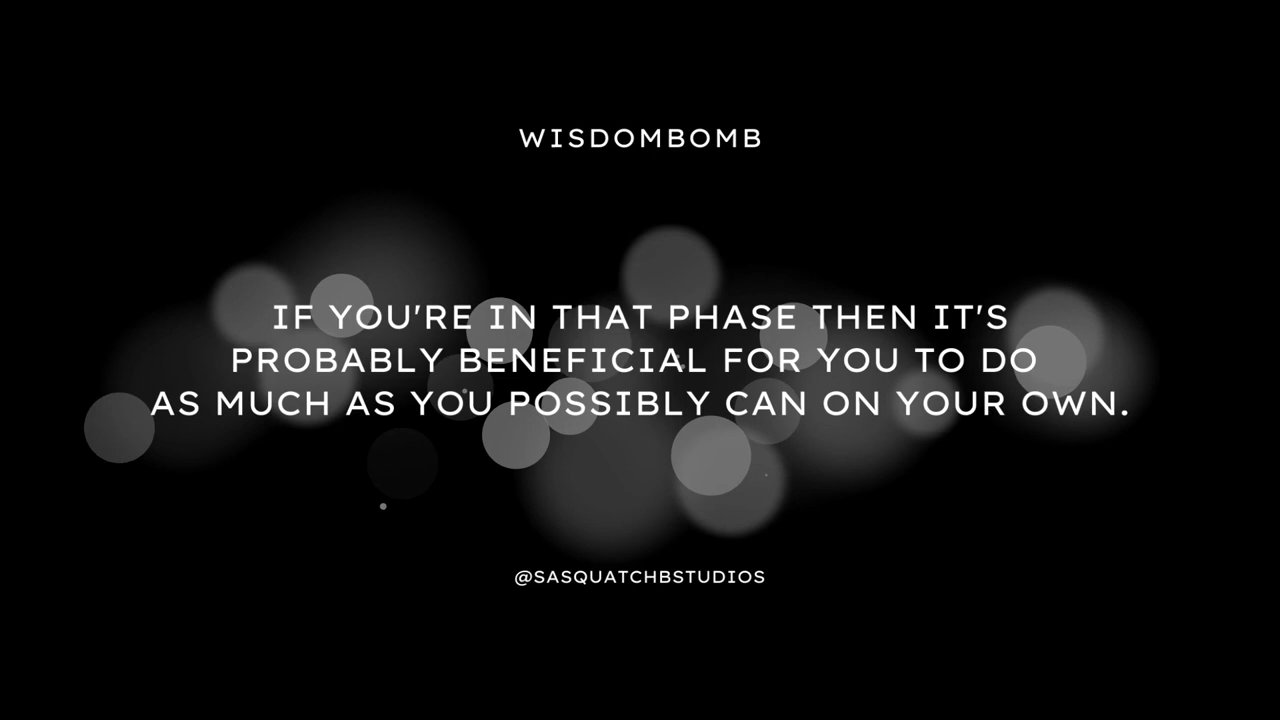 WISDOMBOMB
IF YOU'RE IN THAT PHASE THEN IT'S
PROBABLY BENEFICIAL FOR YOU TO DO
AS MUCH AS YOU POSSIBLY CAN ON YOUR OWN.
@SASQUATCHBSTUDIOS